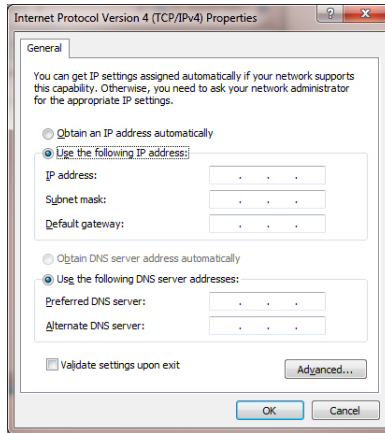 Internet Protocol Version 4 (TCP/IPv4) Properties
General
You can get IP settings assigned automatically if your network supports
this capability. Otherwise, you need to ask your network administrator
for the appropriate IP settings.
Obtain an IP address automatically
Use the following IP address:
IP address:
Subnet mask:
Default gateway:
Obtain DNS server address automatically
Use the following DNS server addresses:
Preferred DNS server:
Alternate DNS server:
Validate settings upon exit
Advanced...
OK Cancel